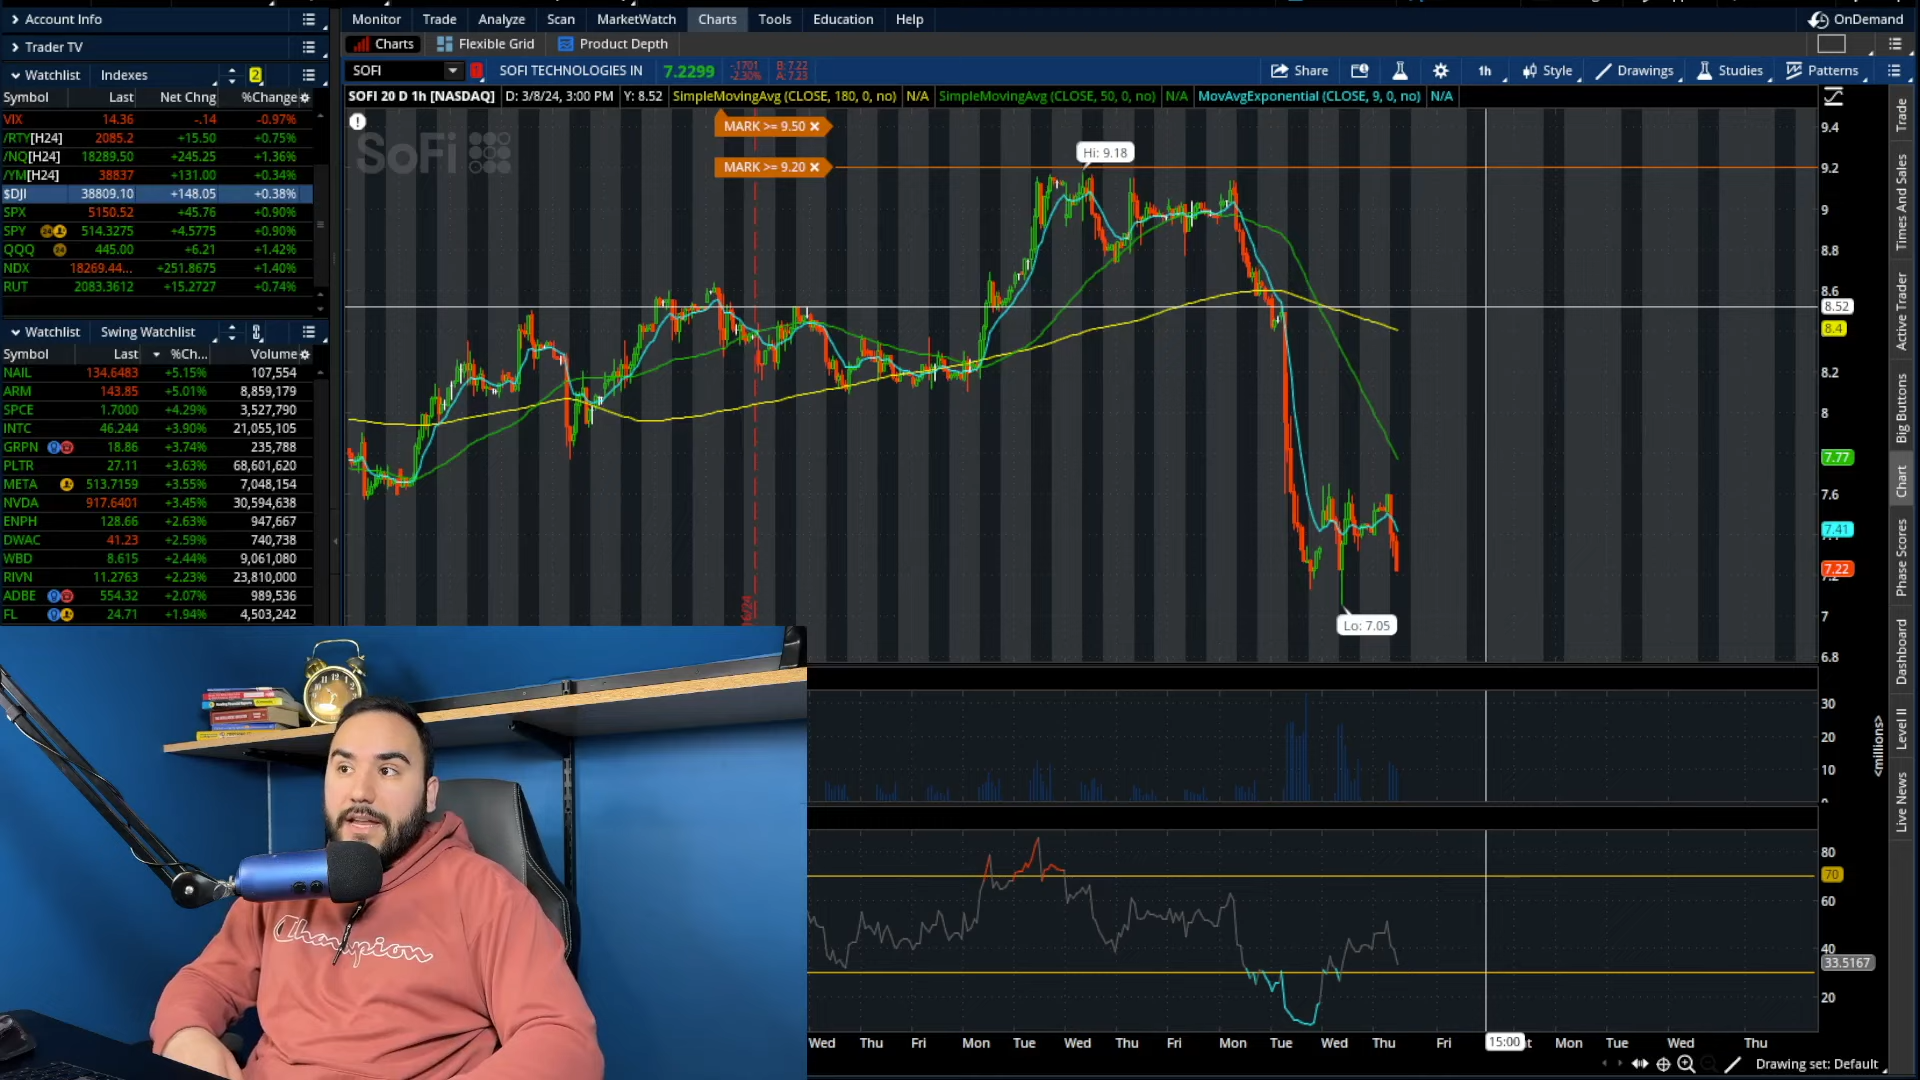 Account Info
Monitor Trade Analyze Scan MarketWatch Charts Tools Education Help OnDemand
Trader TV
Charts Flexible Grid Product Depth
Watchlist Indexes 2
SOFI SOFI TECHNOLOGIES IN 7.2299 -.1701 -2.30% B: 7.22 A: 7.23 Share 1h Style Drawings Studies Patterns
Symbol Last Net Chng %Change
SOFI 20 D 1h [NASDAQ] D: 3/8/24, 3:00 PM Y: 8.52 SimpleMovingAvg (CLOSE, 180, 0, no) N/A SimpleMovingAvg (CLOSE, 50, 0, no) N/A MovAvgExponential (CLOSE, 9, 0, no) N/A
VIX 14.36 -.14 -0.97%
/RTY[H24] 2085.2 +15.50 +0.75%
/NQ[H24] 18289.50 +245.25 +1.36%
/YM[H24] 38837 +131.00 +0.34%
$DJI 38809.10 +148.05 +0.38%
SPX 5150.52 +45.76 +0.90%
SPY 24 514.3275 +4.5775 +0.90%
QQQ 24 445.00 +6.21 +1.42%
NDX 18269.44... +251.8675 +1.40%
RUT 2083.3612 +15.2727 +0.74%
Watchlist Swing Watchlist
Symbol Last %Ch... Volume
NAIL 134.6483 +5.15% 107,554
ARM 143.85 +5.01% 8,859,179
SPCE 1.7000 +4.29% 3,527,790
INTC 46.244 +3.90% 21,055,105
GRPN 18.86 +3.74% 235,788
PLTR 27.11 +3.63% 68,601,620
META 513.7159 +3.55% 7,048,154
NVDA 917.6401 +3.45% 30,594,638
ENPH 128.66 +2.63% 947,667
DWAC 41.23 +2.59% 740,738
WBD 8.615 +2.44% 9,061,080
RIVN 11.2763 +2.23% 23,810,000
ADBE 554.32 +2.07% 989,536
FL 24.71 +1.94% 4,503,242
SoFi
MARK >= 9.50
MARK >= 9.20
Hi: 9.18
Lo: 7.05
9.4
9.2
9
8.8
8.6
8.52
8.4
8.2
8
7.77
7.6
7.41
7.22
7
6.8
30
20
10
<millions>
80
70
60
40
33.5167
20
Wed Thu Fri Mon Tue Wed Thu Fri Mon Tue Wed Thu Fri 15:00 Mon Tue Wed Thu
Drawing set: Default
Trade
Times And Sales
Active Trader
Big Buttons
Chart
Phase Scores
Dashboard
Level II
Live News
Champion